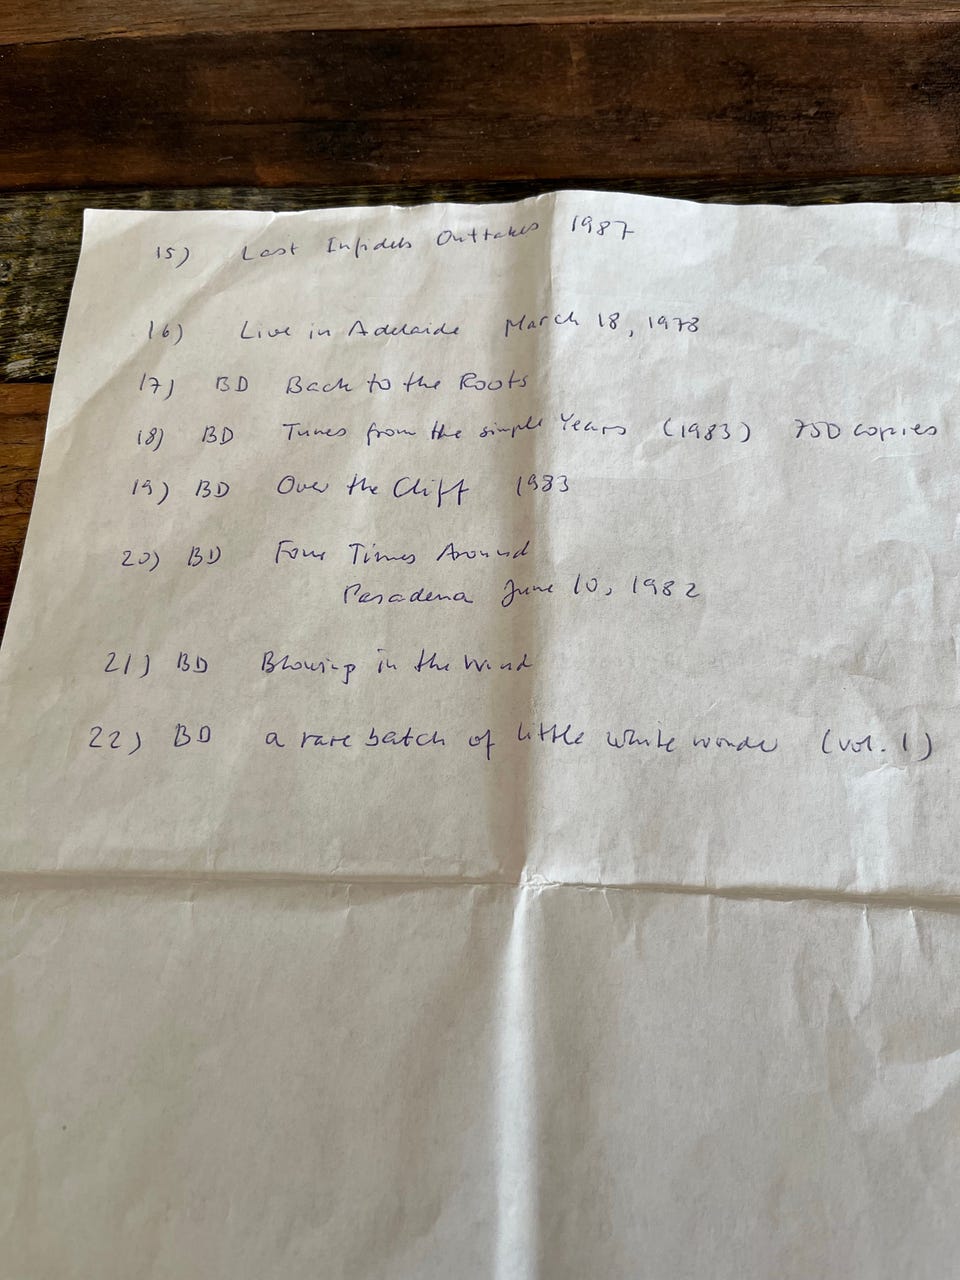 15) Lost Infidels Outtakes 1987
16) Live in Adelaide March 18, 1978
17) BD Back to the Roots
18) BD Tunes from the simple Years (1983) 750 copies
19) BD Over the Cliff 1983
20) BD Four Times Around
Pasadena June 10, 1982
21) BD Blowing in the Wind
22) BD a rare batch of little white wonder (vol. 1)